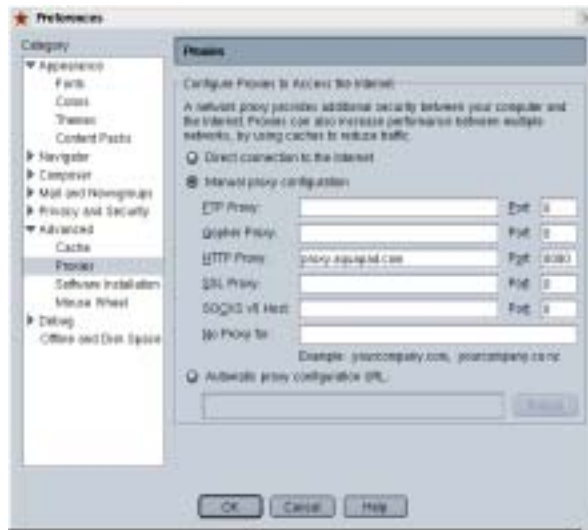 Preferences
Category
Appearance
Fonts
Colors
Themes
Content Packs
Navigator
Composer
Mail and Newsgroups
Privacy and Security
Advanced
Cache
Proxies
Software Installation
Mouse Wheel
Debug
Offline and Disk Space
Proxies
Configure Proxies to Access the Internet
A network proxy provides additional security between your computer and
the Internet. Proxies can also increase performance between multiple
networks, by using caches to reduce traffic.
Direct connection to the Internet
Manual proxy configuration
FTP Proxy: Port: 0
Gopher Proxy: Port: 0
HTTP Proxy: proxy.aquapad.com Port: 8080
SSL Proxy: Port: 0
SOCKS v5 Host: Port: 0
No Proxy for:
Example: yourcompany.com, yourcompany.co.nz
Automatic proxy configuration URL:
Reload
OK Cancel Help